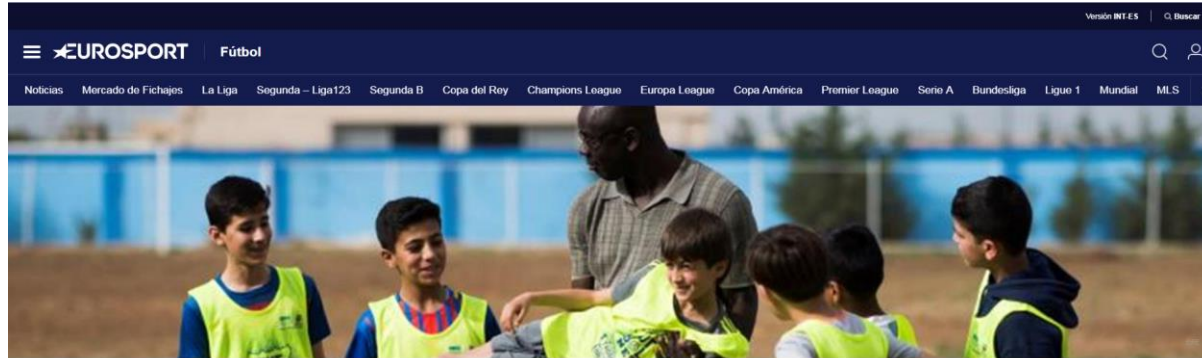 Versión INT-ES Buscar
EUROSPORT Fútbol
Noticias Mercado de Fichajes La Liga Segunda – Liga123 Segunda B Copa del Rey Champions League Europa League Copa América Premier League Serie A Bundesliga Ligue 1 Mundial MLS